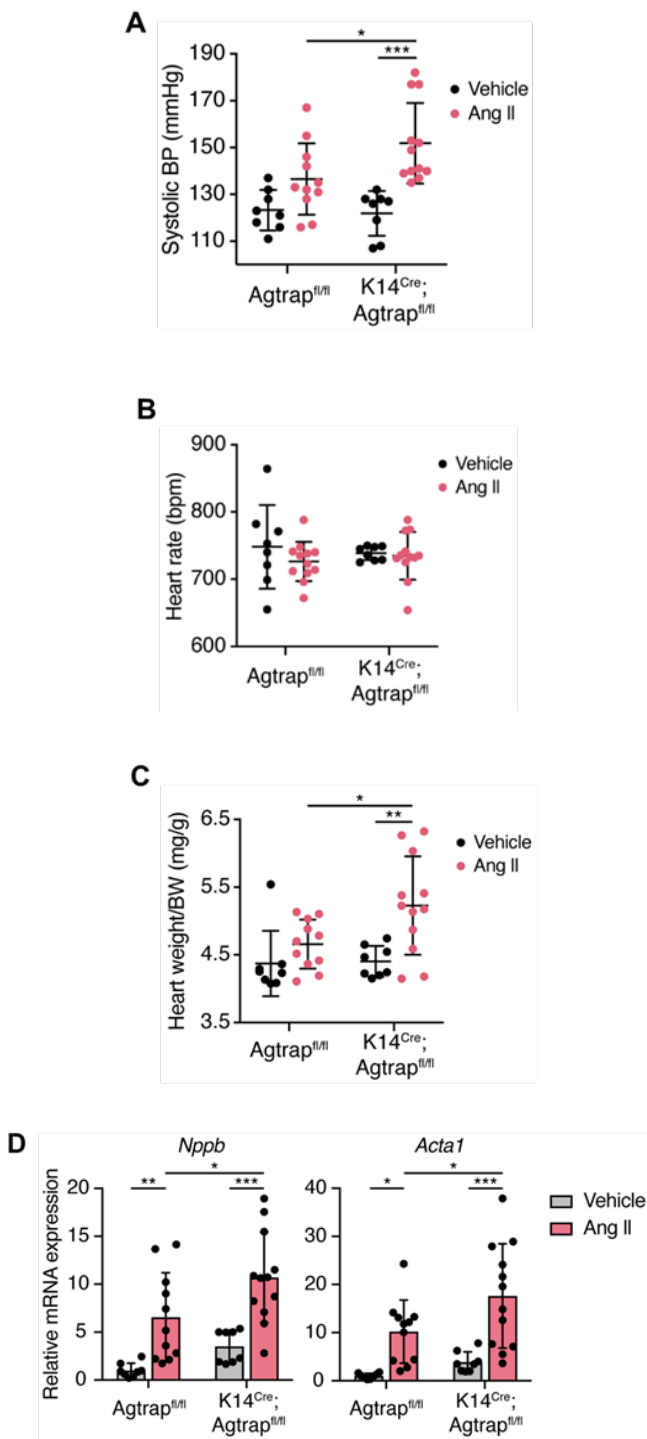 A
*
***
190
170
150
130
110
Systolic BP (mmHg)
Vehicle
Ang II
Agtrapfl/fl
K14Cre;
Agtrapfl/fl
B
900
800
700
600
Heart rate (bpm)
Vehicle
Ang II
Agtrapfl/fl
K14Cre;
Agtrapfl/fl
C
*
**
6.5
5.5
4.5
3.5
Heart weight/BW (mg/g)
Vehicle
Ang II
Agtrapfl/fl
K14Cre;
Agtrapfl/fl
D
Nppb
*
** ***
20
15
10
5
0
Relative mRNA expression
Agtrapfl/fl
K14Cre;
Agtrapfl/fl
Acta1
*
* ***
40
30
20
10
0
Agtrapfl/fl
K14Cre;
Agtrapfl/fl
Vehicle
Ang II